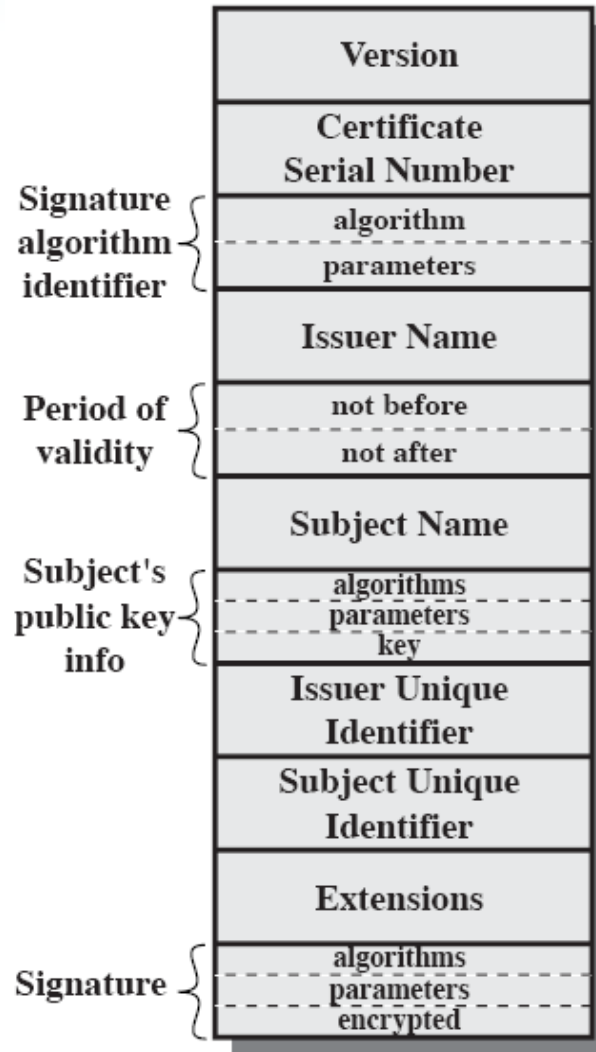 Version
Certificate
Serial Number
Signature
algorithm
identifier
algorithm
parameters
Issuer Name
Period of
validity
not before
not after
Subject Name
Subject's
public key
info
algorithms
parameters
key
Issuer Unique
Identifier
Subject Unique
Identifier
Extensions
Signature
algorithms
parameters
encrypted